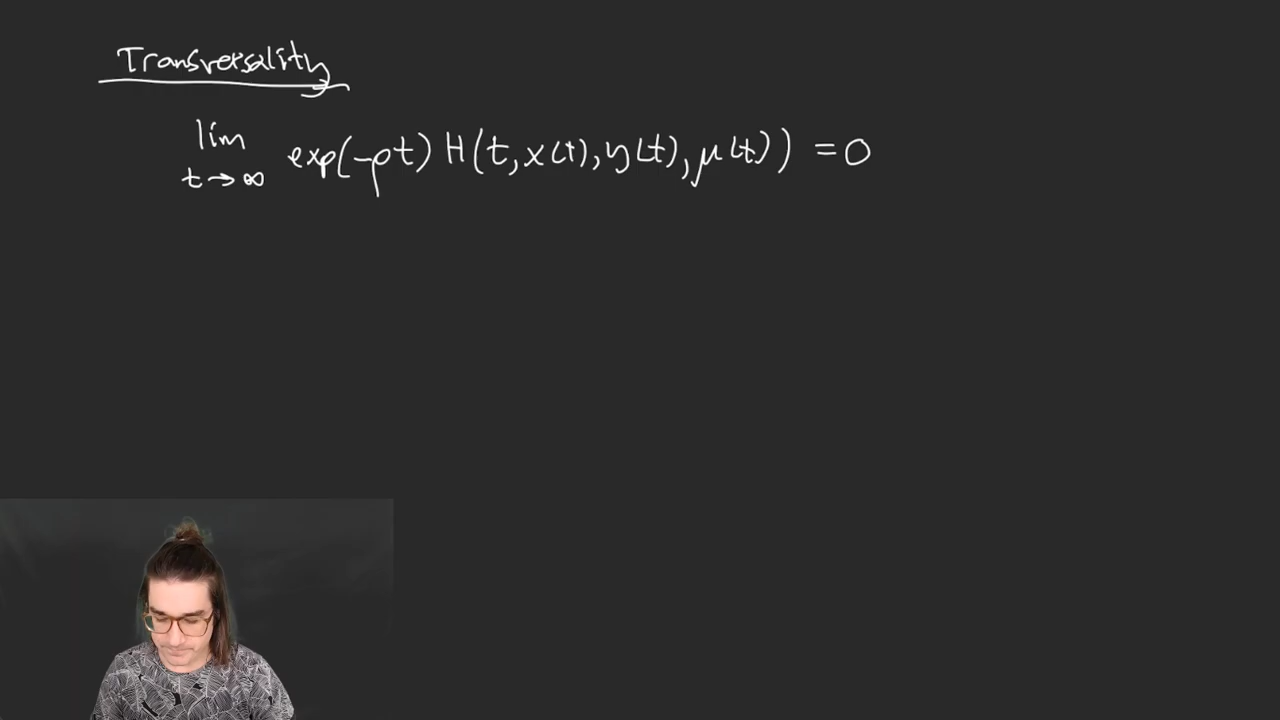 Transversality
lim exp(-ρt) H(t, x(t), y(t), μ(t)) = 0
t→∞